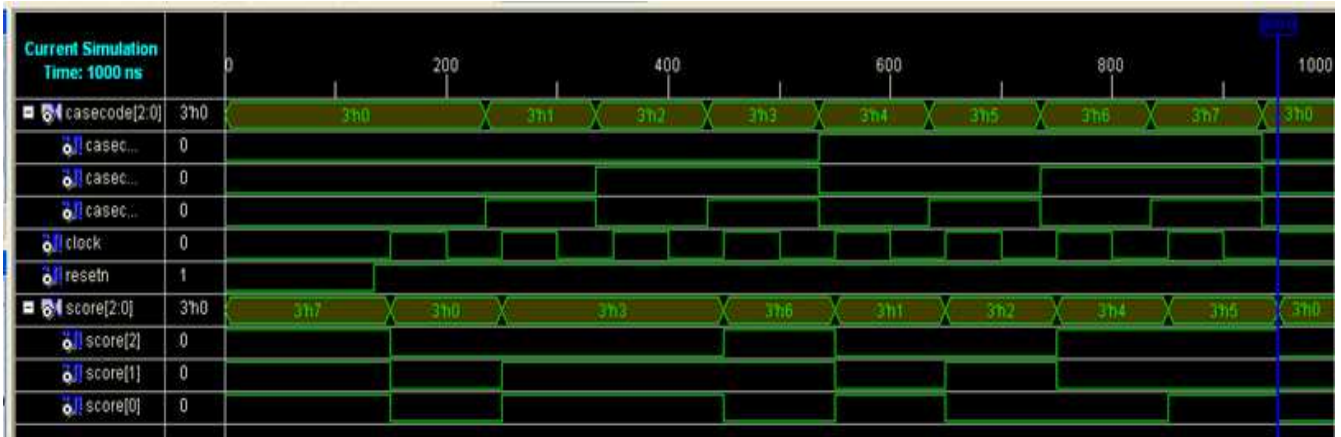 Current Simulation
Time: 1000 ns
0 200 400 600 800 1000
casecode[2:0] 3'h0 3'h0 3'h1 3'h2 3'h3 3'h4 3'h5 3'h6 3'h7 3'h0
casec... 0
casec... 0
casec... 0
clock 0
resetn 1
score[2:0] 3'h0 3'h7 3'h0 3'h3 3'h6 3'h1 3'h2 3'h4 3'h5 3'h0
score[2] 0
score[1] 0
score[0] 0